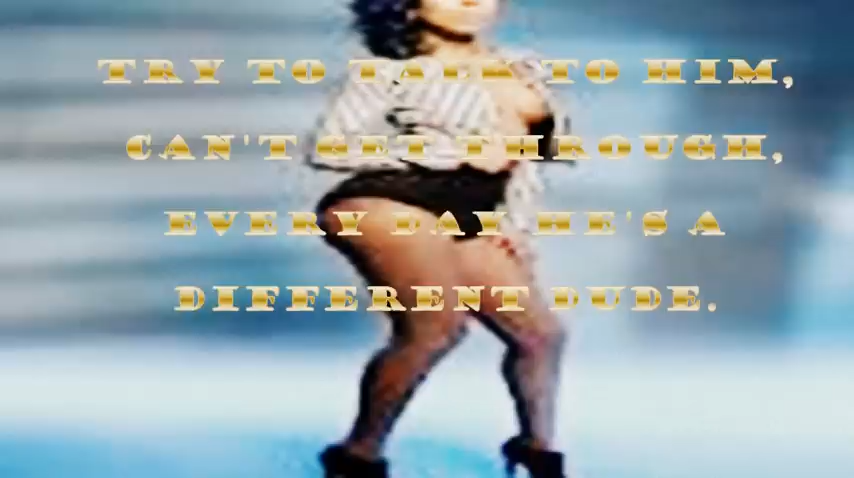 TRY TO TALK TO HIM,
CAN'T GET THROUGH,
EVERY DAY HE'S A
DIFFERENT DUDE.